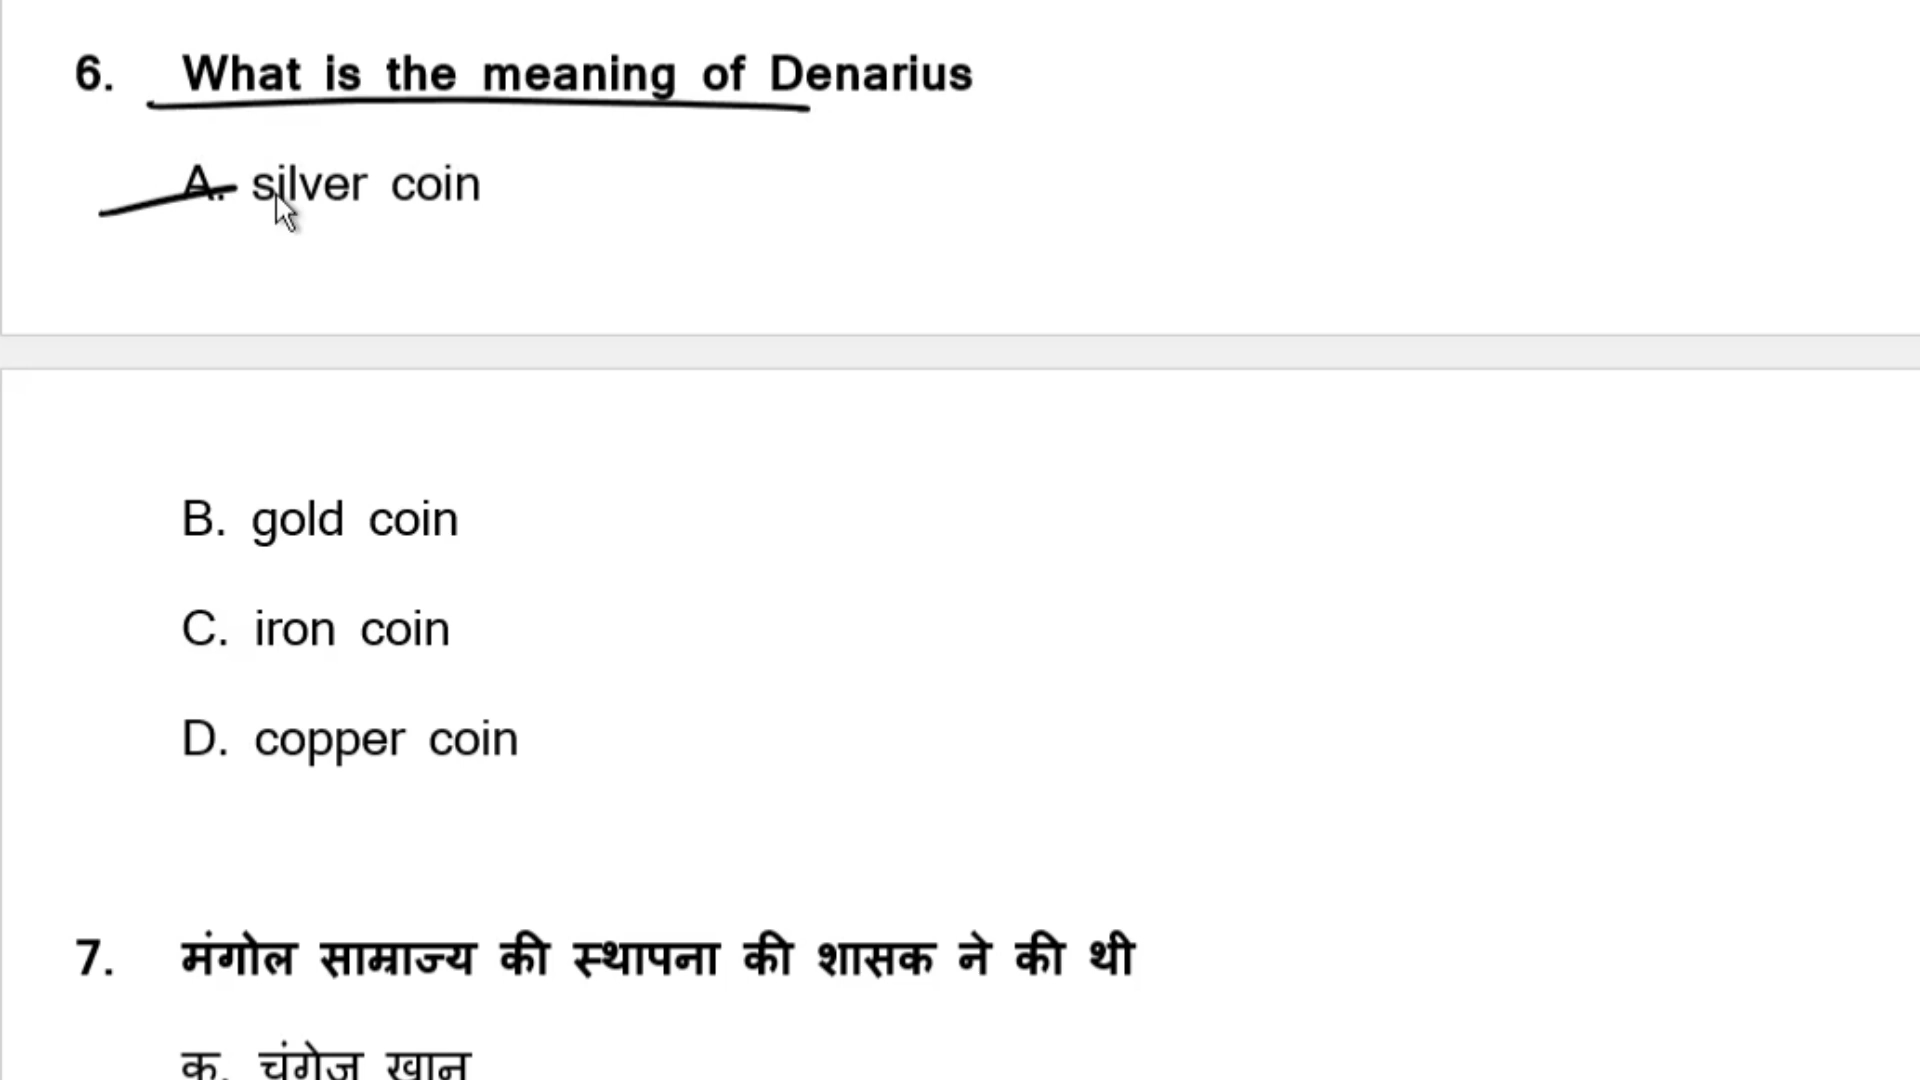 6. What is the meaning of Denarius
A. silver coin
B. gold coin
C. iron coin
D. copper coin
7. मंगोल साम्राज्य की स्थापना की शासक ने की थी
क. चंगेज खान